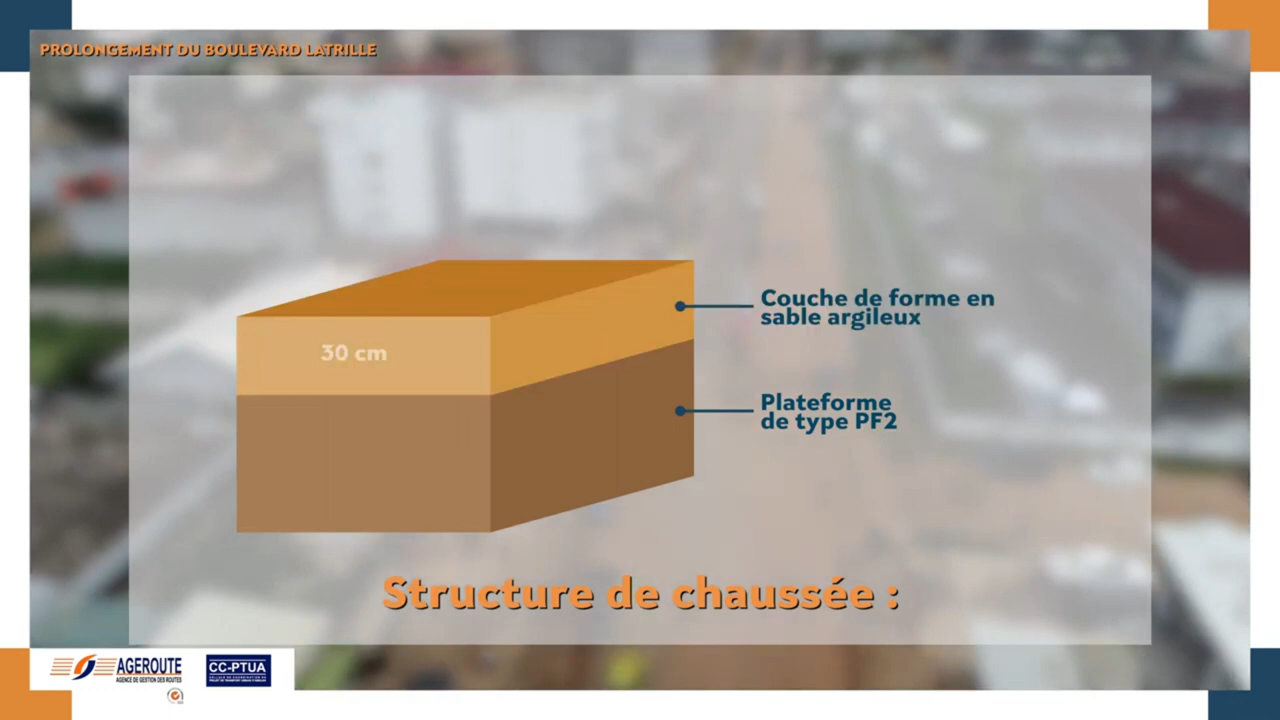 PROLONGEMENT DU BOULEVARD LATRILLE
30 cm
Couche de forme en
sable argileux
Plateforme
de type PF2
Structure de chaussée :
AGEROUTE
AGENCE DE GESTION DES ROUTES
CC-PTUA